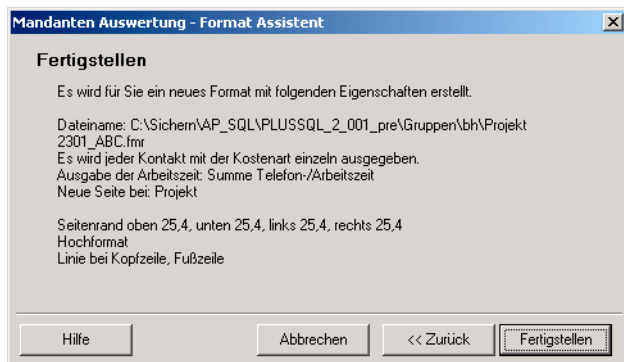 Mandanten Auswertung - Format Assistent
Fertigstellen
Es wird für Sie ein neues Format mit folgenden Eigenschaften erstellt.
Dateiname: C:\Sichern\AP_SQL\PLUSSQL_2_001_pre\Gruppen\bh\Projekt
2301_ABC.fmr
Es wird jeder Kontakt mit der Kostenart einzeln ausgegeben.
Ausgabe der Arbeitszeit: Summe Telefon-/Arbeitszeit
Neue Seite bei: Projekt
Seitenrand oben 25,4, unten 25,4, links 25,4, rechts 25,4
Hochformat
Linie bei Kopfzeile, Fußzeile
Hilfe Abbrechen << Zurück Fertigstellen